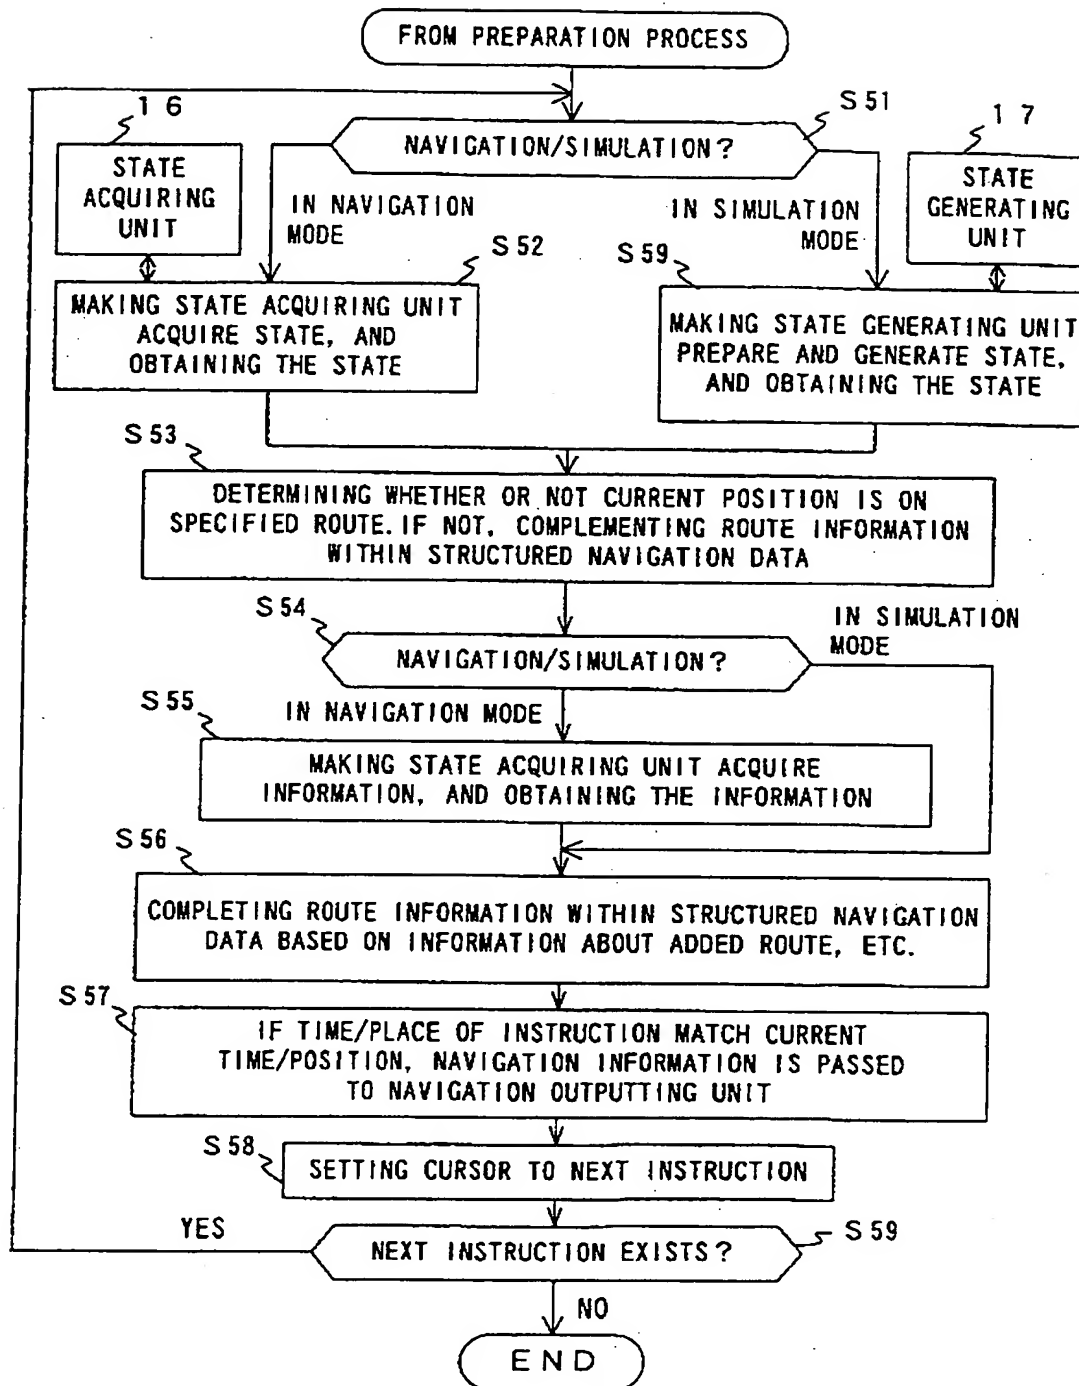 FROM PREPARATION PROCESS
S51
NAVIGATION/SIMULATION?
16
STATE
ACQUIRING
UNIT
17
STATE
GENERATING
UNIT
IN NAVIGATION
MODE
IN SIMULATION
MODE
S52
MAKING STATE ACQUIRING UNIT
ACQUIRE STATE, AND
OBTAINING THE STATE
S59
MAKING STATE GENERATING UNIT
PREPARE AND GENERATE STATE,
AND OBTAINING THE STATE
S53
DETERMINING WHETHER OR NOT CURRENT POSITION IS ON
SPECIFIED ROUTE. IF NOT, COMPLEMENTING ROUTE INFORMATION
WITHIN STRUCTURED NAVIGATION DATA
S54
NAVIGATION/SIMULATION?
IN SIMULATION
MODE
S55
IN NAVIGATION MODE
MAKING STATE ACQUIRING UNIT ACQUIRE
INFORMATION, AND OBTAINING THE INFORMATION
S56
COMPLETING ROUTE INFORMATION WITHIN STRUCTURED NAVIGATION
DATA BASED ON INFORMATION ABOUT ADDED ROUTE, ETC.
S57
IF TIME/PLACE OF INSTRUCTION MATCH CURRENT
TIME/POSITION, NAVIGATION INFORMATION IS PASSED
TO NAVIGATION OUTPUTTING UNIT
S58
SETTING CURSOR TO NEXT INSTRUCTION
YES
NEXT INSTRUCTION EXISTS?
S59
NO
END